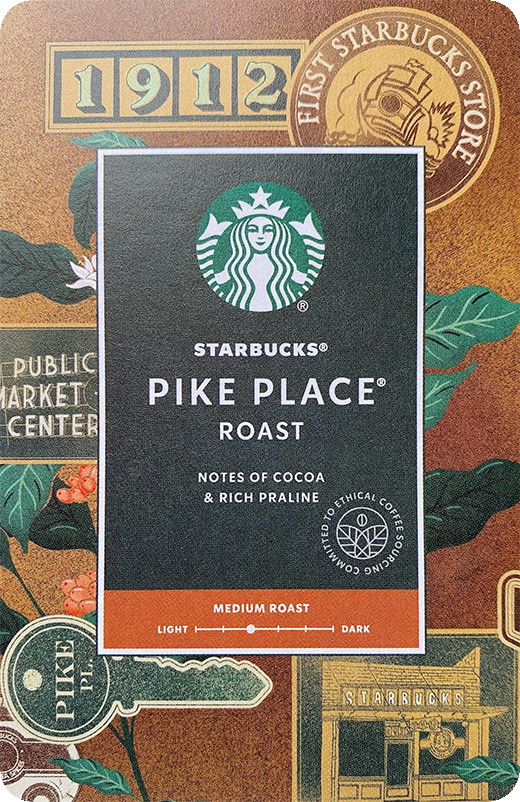 1912
FIRST STARBUCKS STORE
STARBUCKS®
PIKE PLACE®
ROAST
NOTES OF COCOA
& RICH PRALINE
COMMITTED TO ETHICAL COFFEE SOURCING
MEDIUM ROAST
LIGHT DARK
PUBLIC
MARKET
CENTER
PIKE
PL.
STARBUCKS